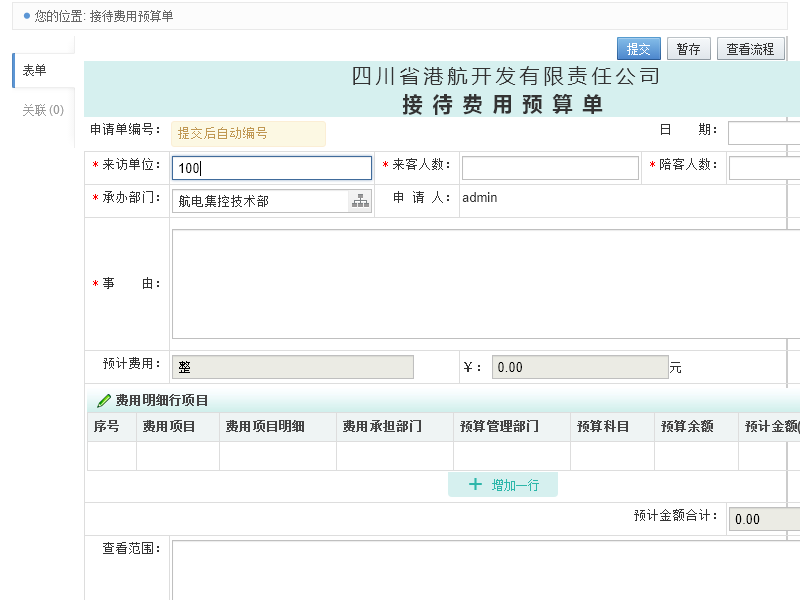 您的位置: 接待费用预算单
提交 暂存 查看流程
表单
关联 (0)
四川省港航开发有限责任公司
接待费用预算单
申请单编号： 提交后自动编号 日 期：
* 来访单位： 100 * 来客人数： * 陪客人数：
* 承办部门： 航电集控技术部 申 请 人： admin
* 事 由：
预计费用： 整 ￥： 0.00 元
费用明细行项目
序号 费用项目 费用项目明细 费用承担部门 预算管理部门 预算科目 预算余额 预计金额(
+ 增加一行
预计金额合计： 0.00
查看范围：